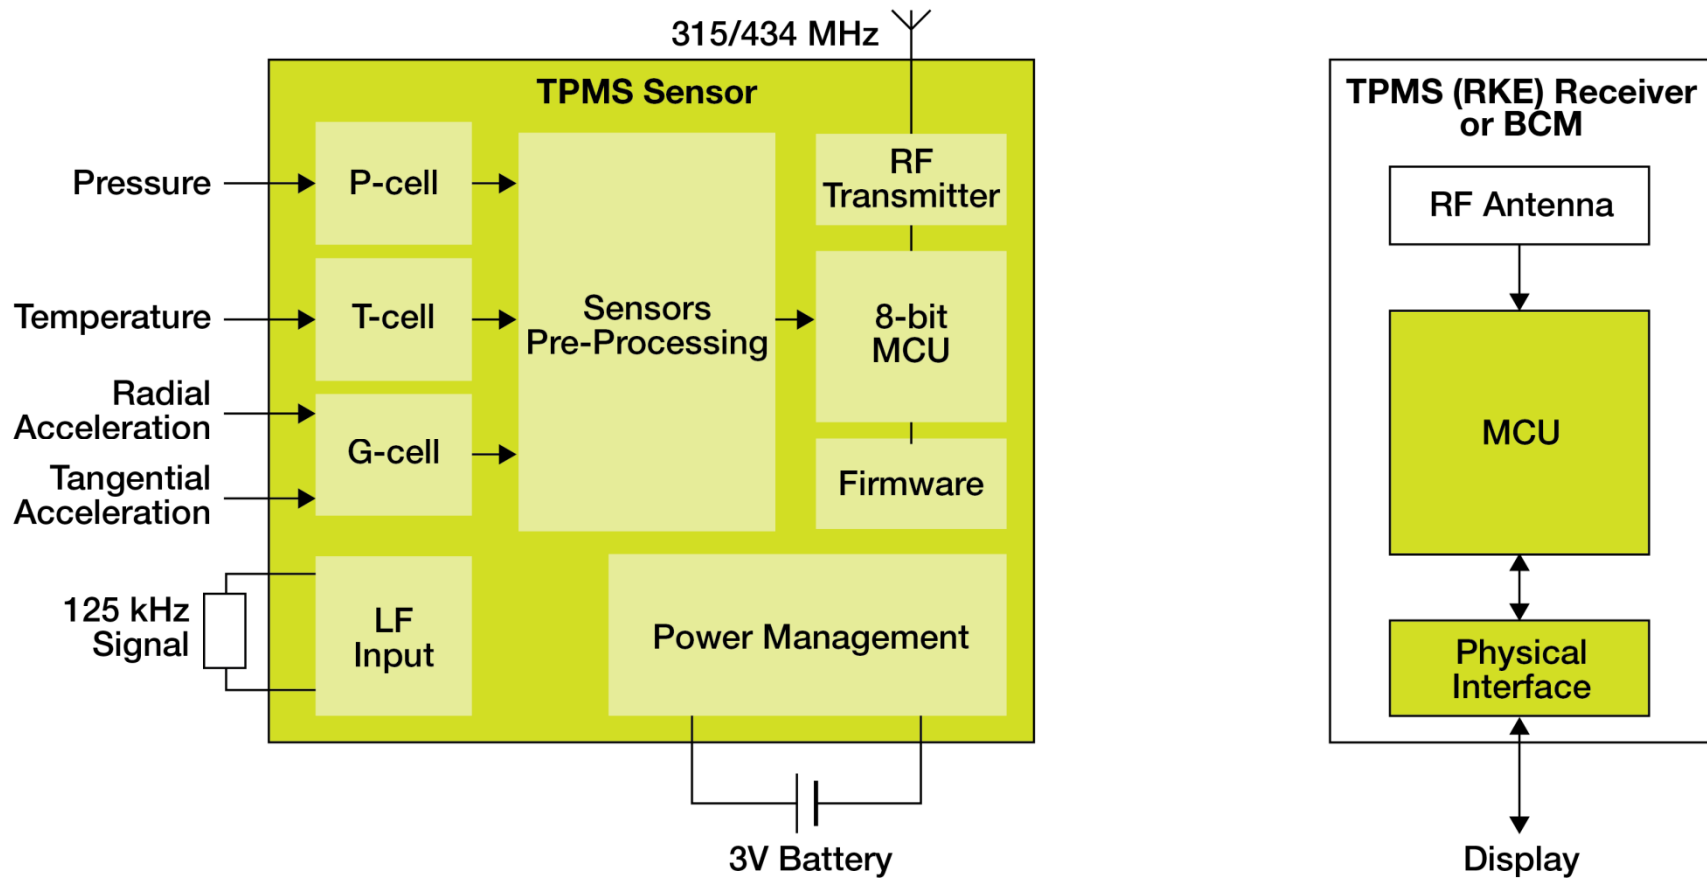 315/434 MHz
TPMS Sensor
Pressure
P-cell
Temperature
T-cell
Radial
Acceleration
Tangential
Acceleration
G-cell
Sensors
Pre-Processing
RF
Transmitter
8-bit
MCU
Firmware
125 kHz
Signal
LF
Input
Power Management
3V Battery
TPMS (RKE) Receiver
or BCM
RF Antenna
MCU
Physical
Interface
Display